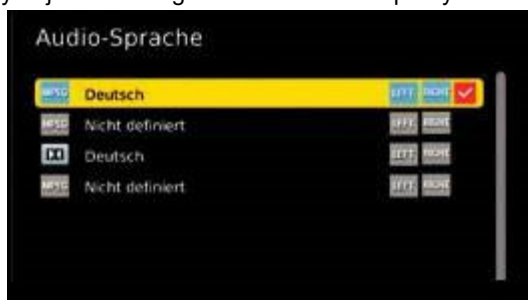 Audio-Sprache
MPEG Deutsch LEFT RIGHT
MPEG Nicht definiert LEFT RIGHT
Deutsch LEFT RIGHT
MPEG Nicht definiert LEFT RIGHT